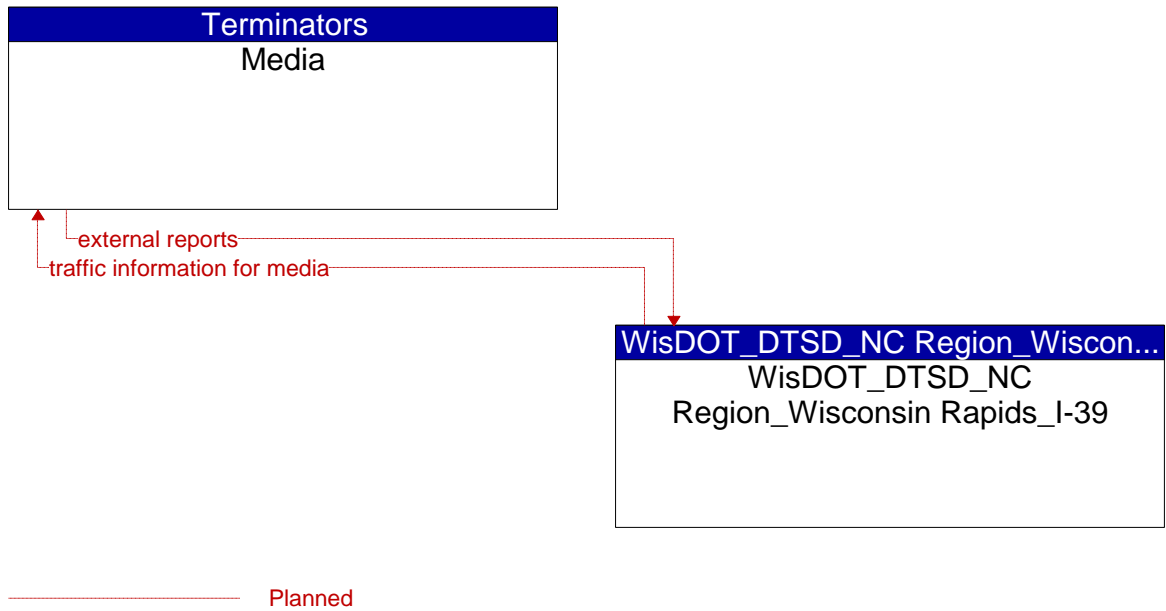 Terminators
Media
external reports
traffic information for media
WisDOT_DTSD_NC Region_Wiscon...
WisDOT_DTSD_NC
Region_Wisconsin Rapids_I-39
Planned